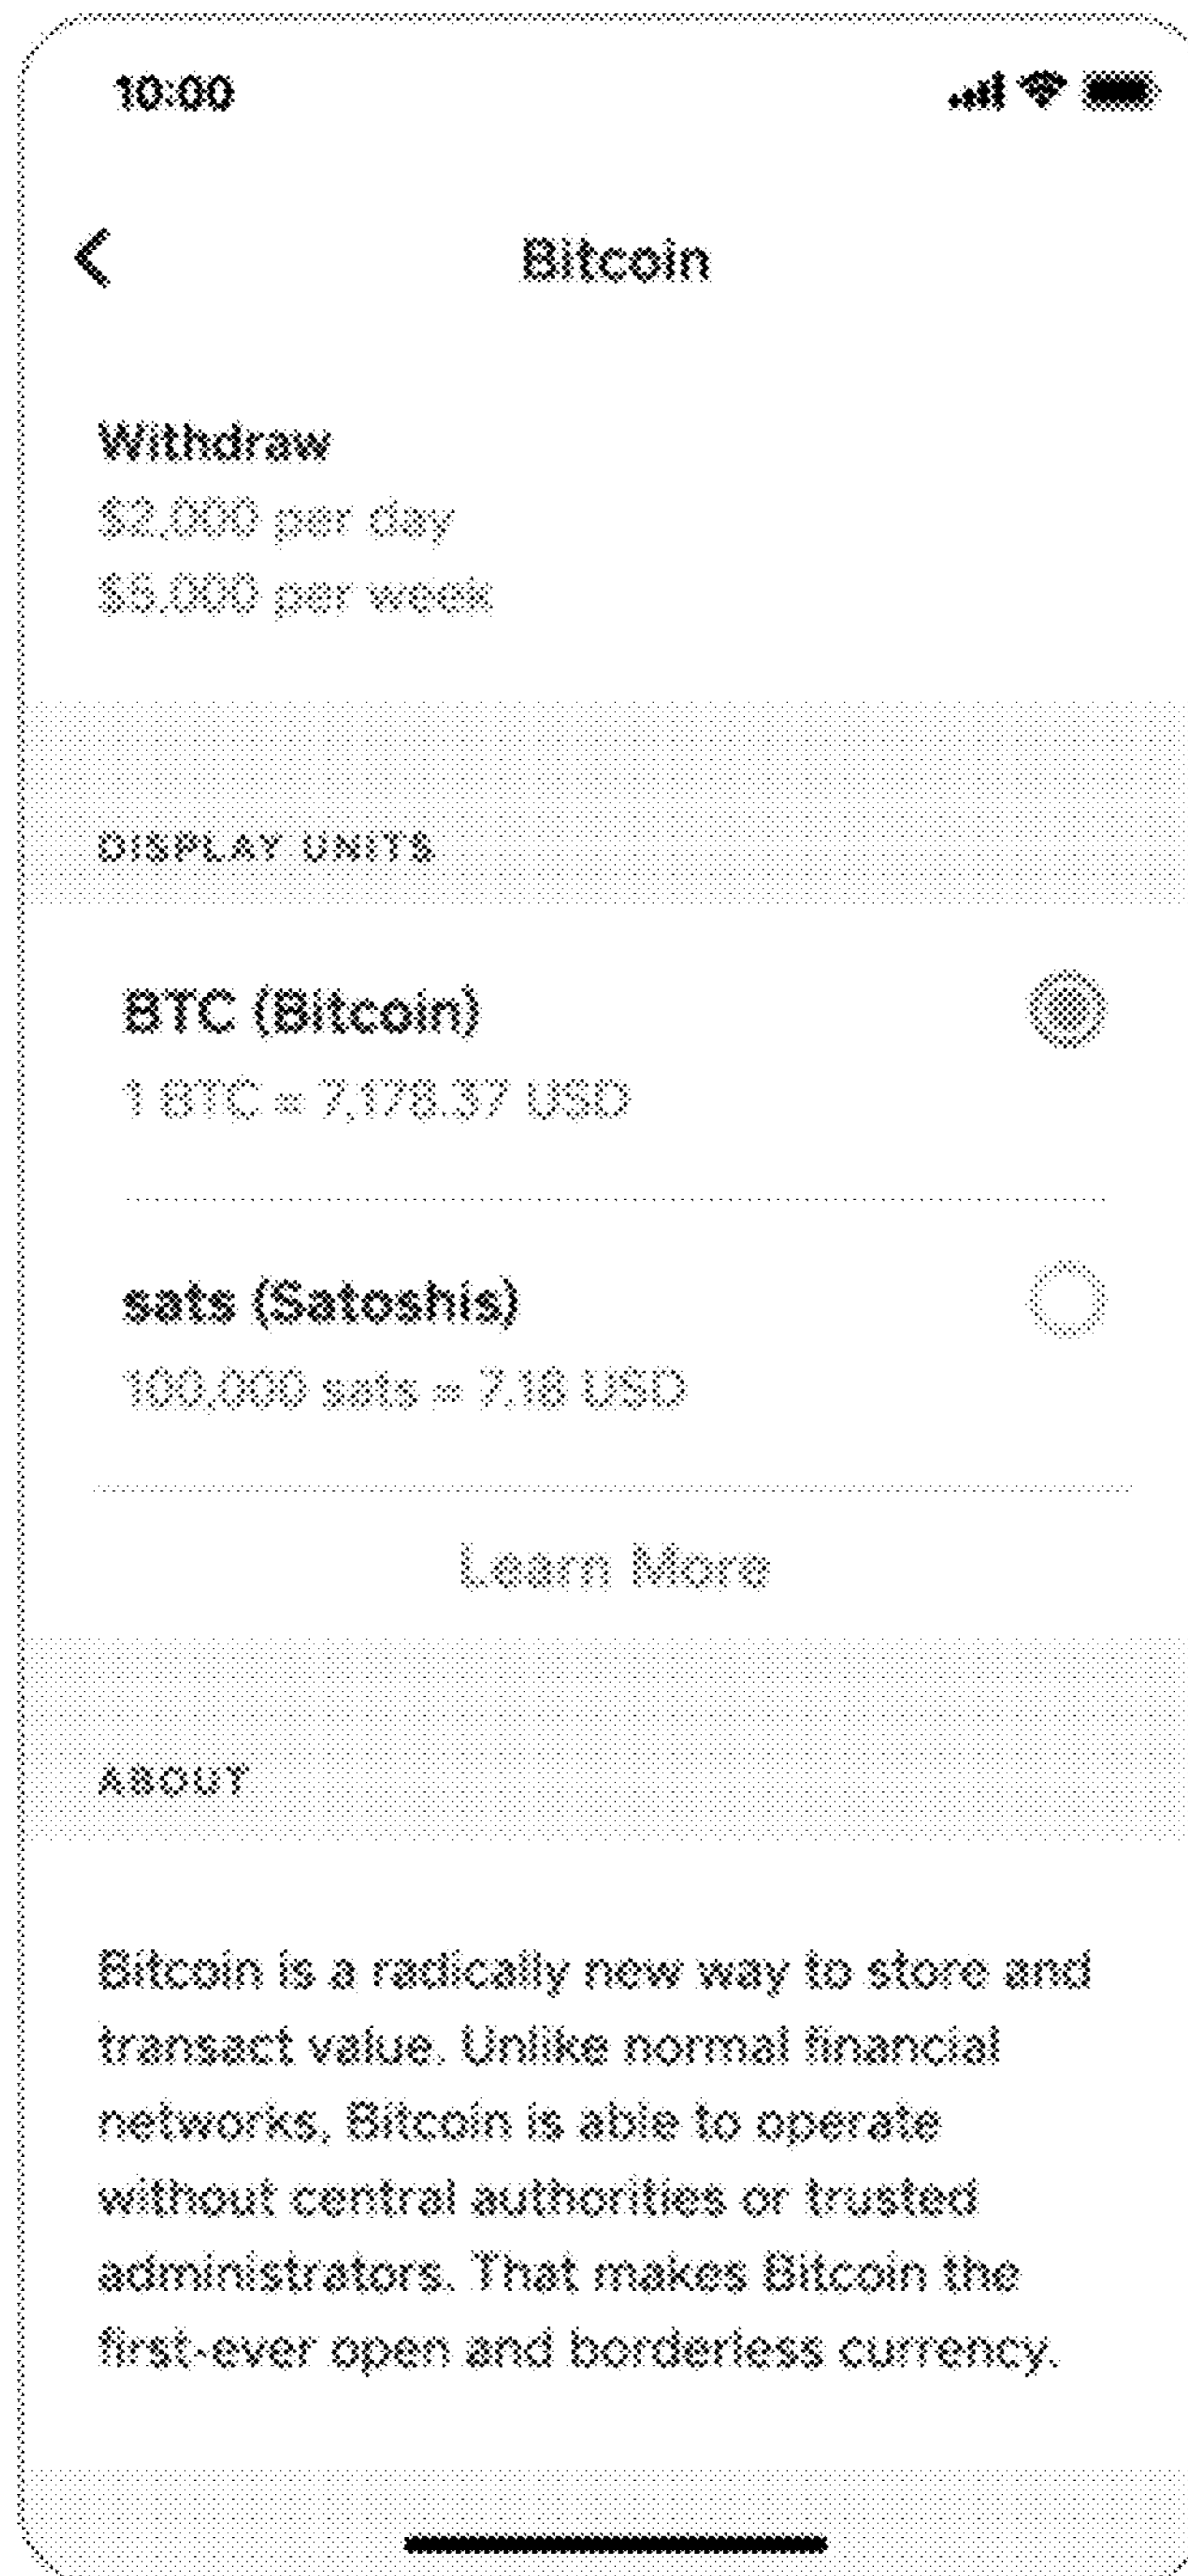 10:00
Bitcoin
Withdraw
$2,000 per day
$5,000 per week
DISPLAY UNITS
BTC (Bitcoin)
1 BTC = 7,178.37 USD
sats (Satoshis)
100,000 sats = 7.18 USD
Learn More
ABOUT
Bitcoin is a radically new way to store and
transact value. Unlike normal financial
networks, Bitcoin is able to operate
without central authorities or trusted
administrators. That makes Bitcoin the
first-ever open and borderless currency.